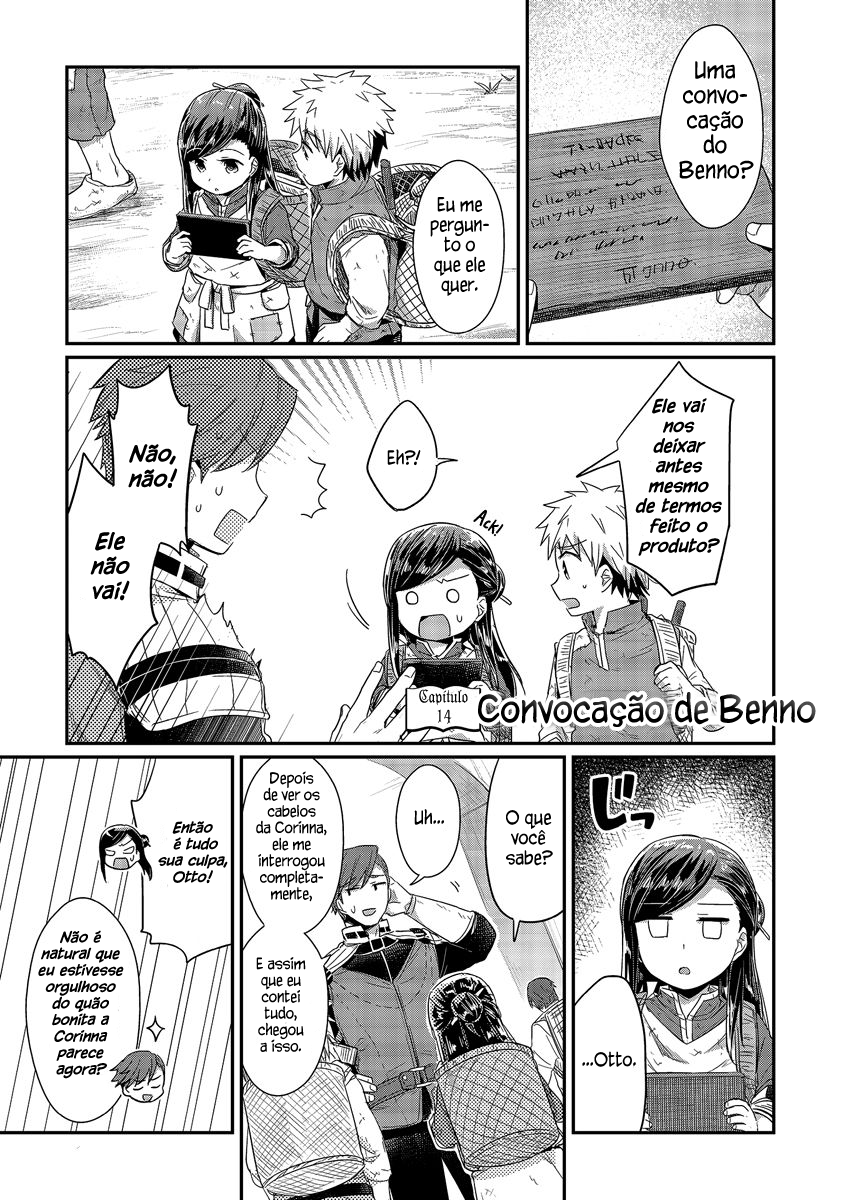 Uma
convo-
cação
do
Benno?
Eu me
pergun-
to o
que ele
quer.
Ele vai
nos
deixar
antes
mesmo
de termos
feito o
produto?
Eh?!
Ack!
Não,
não!
Ele
não
vai!
Capítulo
14
Convocação de Benno
じっ
...Otto.
O que
você
sabe?
Uh...
Depois
de ver os
cabelos
da Corinna,
ele me
interrogou
completa-
mente,
E assim
que eu
contei
tudo,
chegou
a isso.
Então
é tudo
sua culpa,
Otto!
Não é
natural que
eu estivesse
orgulhoso
do quão
bonita a
Corinna
parece
agora?